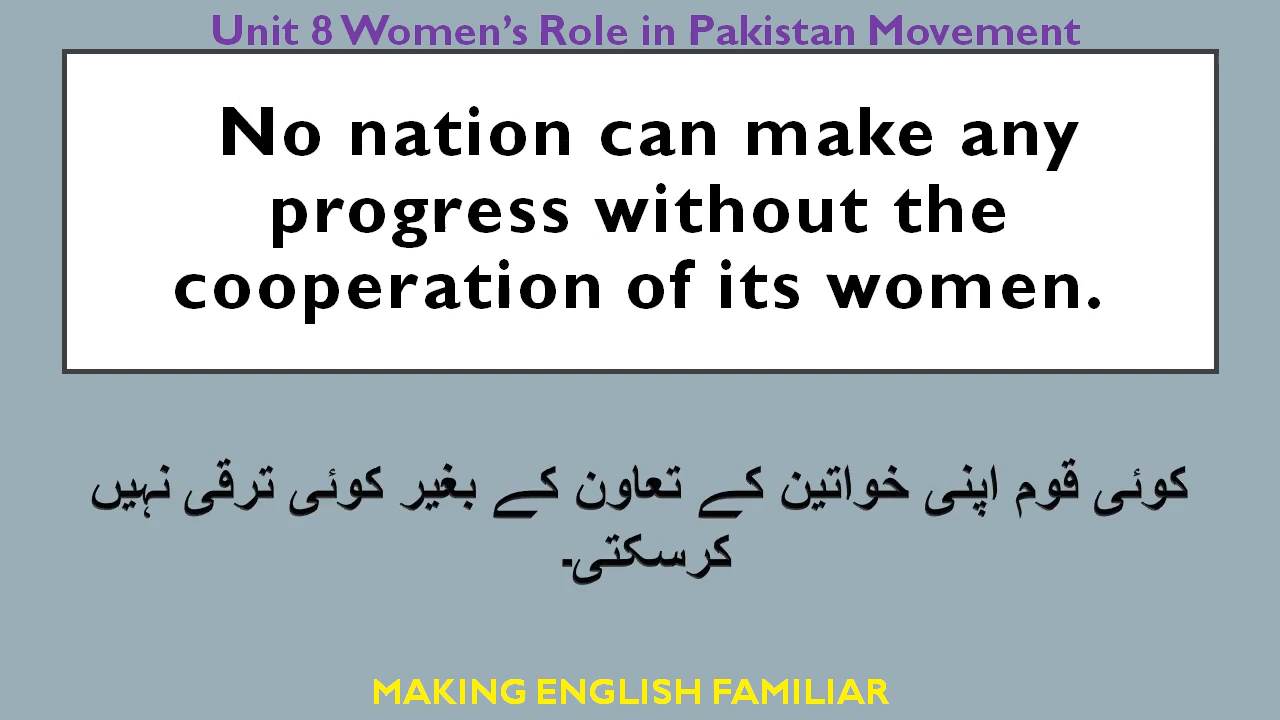 Unit 8 Women’s Role in Pakistan Movement
No nation can make any
progress without the
cooperation of its women.
کوئی قوم اپنی خواتین کے تعاون کے بغیر کوئی ترقی نہیں
کرسکتی۔
MAKING ENGLISH FAMILIAR